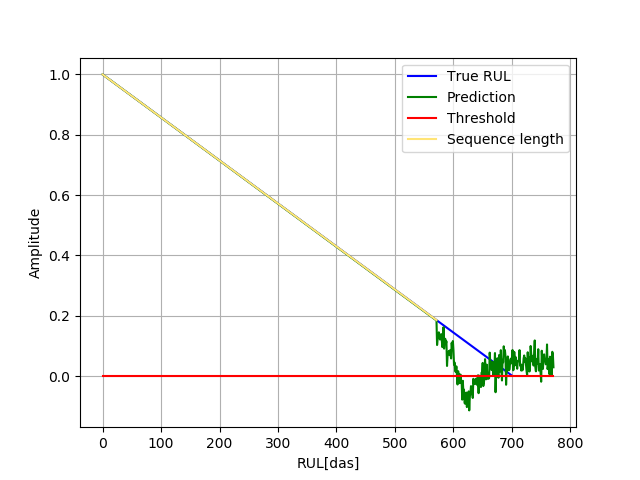 True RUL
Prediction
Threshold
Sequence length
Amplitude
1.0
0.8
0.6
0.4
0.2
0.0
0 100 200 300 400 500 600 700 800
RUL[das]